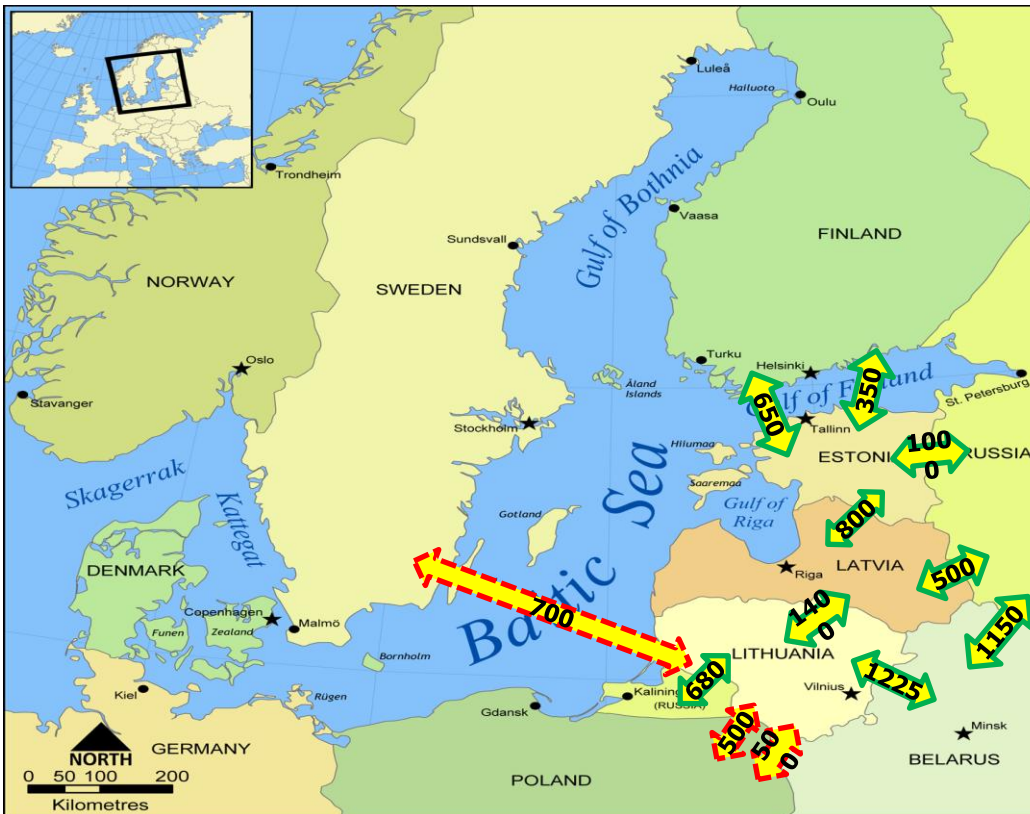 Luleå
Hailuoto
Oulu
Trondheim
Gulf of Bothnia
Vaasa
FINLAND
Sundsvall
NORWAY
SWEDEN
Turku
Helsinki
Oslo
Åland
Islands
350
Gulf of Finland
St. Petersburg
Stavanger
650
Stockholm
Tallinn
Hiiumaa
ESTONI
100
0
RUSSIA
Skagerrak
Saaremaa
Kattegat
Gulf of
Riga
Gotland
800
DENMARK
Riga
LATVIA
500
Baltic Sea
700
Copenhagen
Malmö
Funen
Zealand
140
0
1150
LITHUANIA
Bornholm
680
1225
Kiel
Rügen
Kalining
(RUSSIA)
Vilnius
Gdansk
500
50
0
Minsk
NORTH
GERMANY
POLAND
BELARUS
0 50 100 200
Kilometres